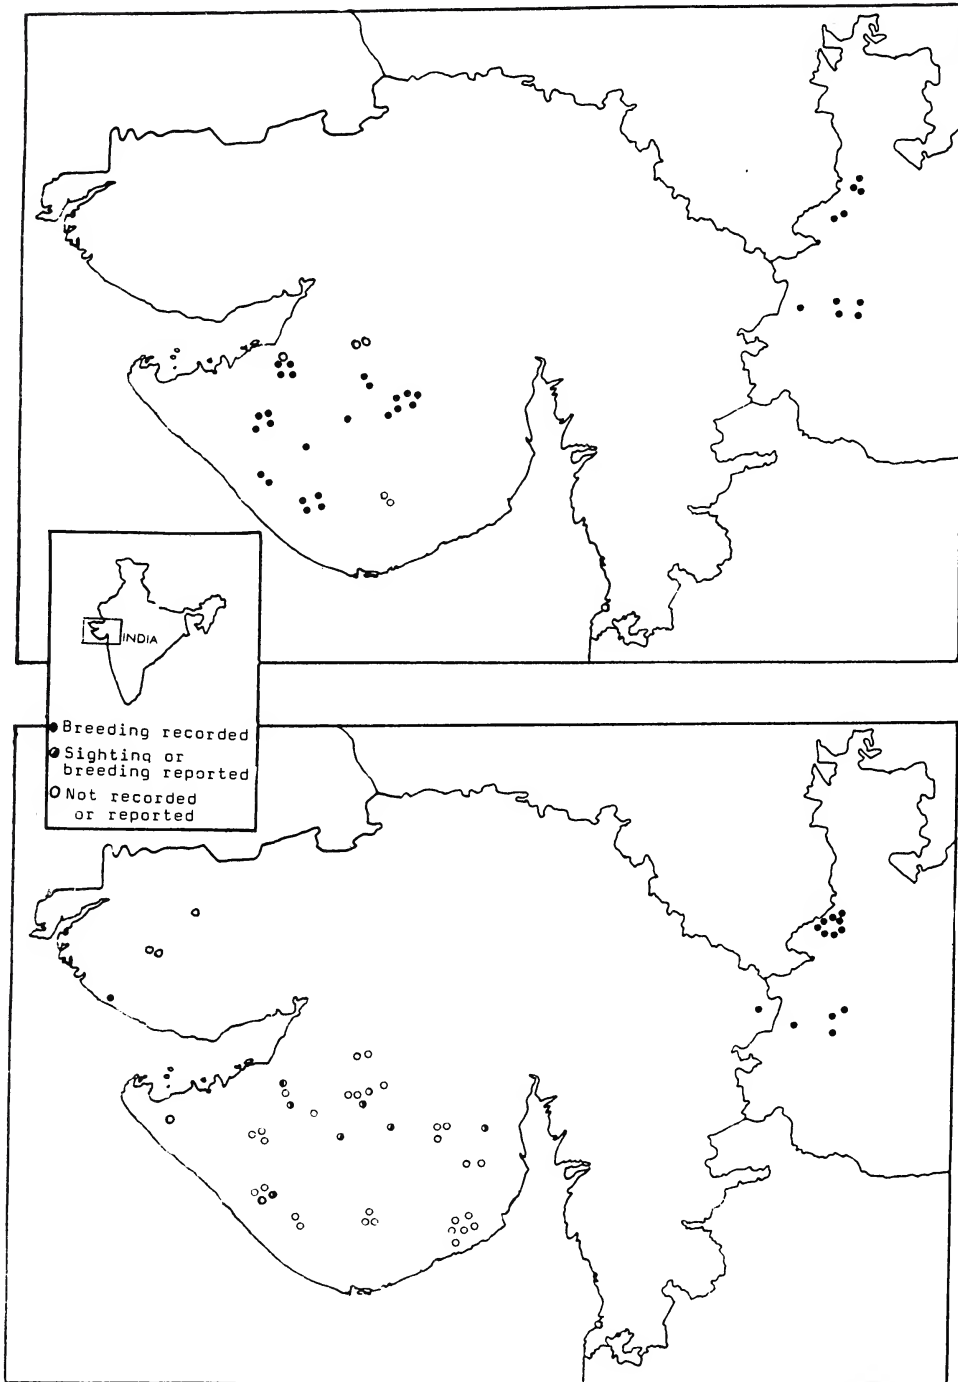 INDIA
Breeding recorded
Sighting or
breeding reported
Not recorded
or reported